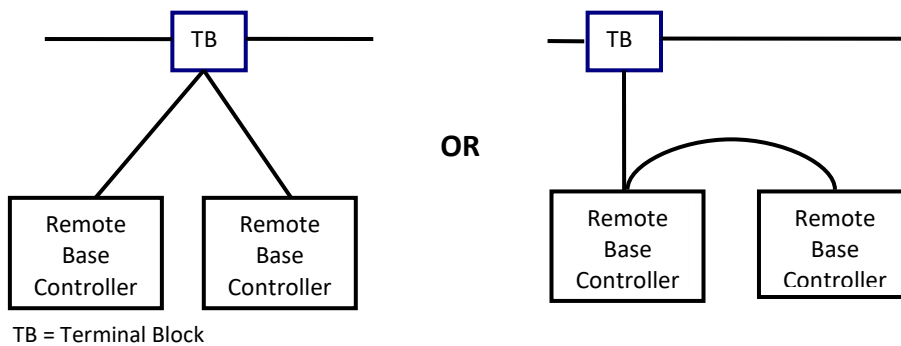 TB
TB
OR
Remote
Base
Controller
Remote
Base
Controller
Remote
Base
Controller
Remote
Base
Controller
TB = Terminal Block